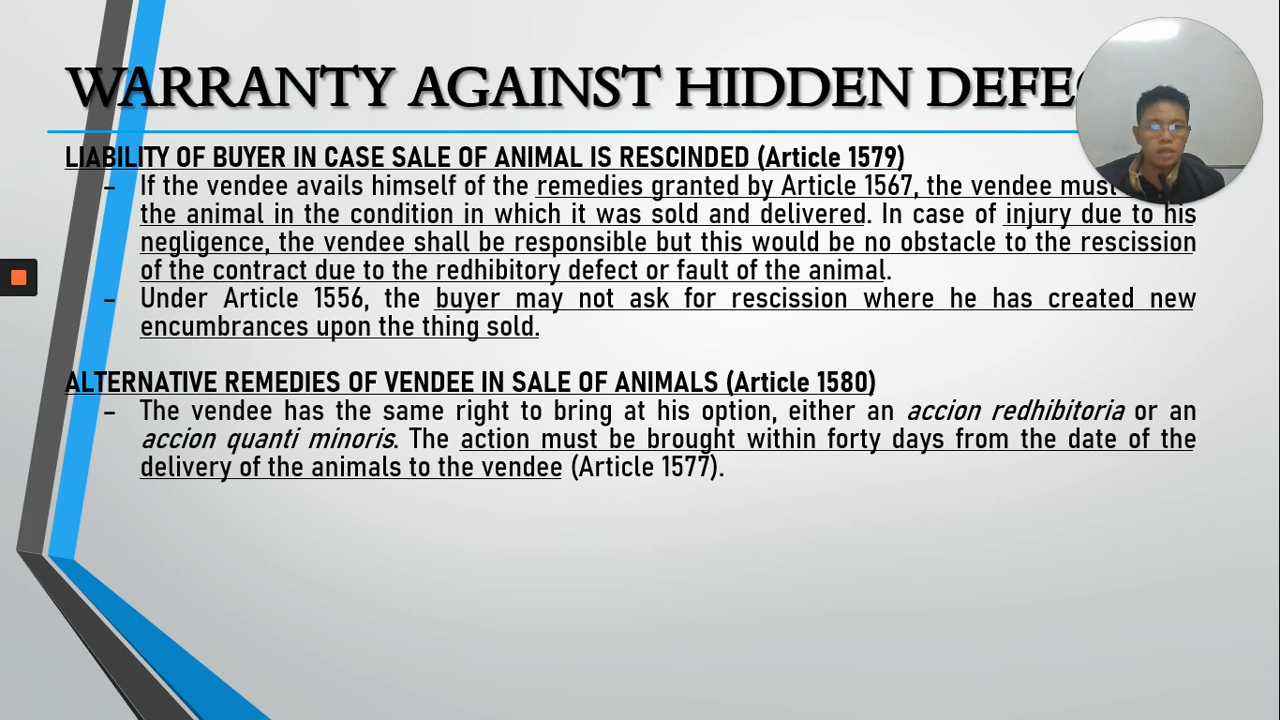 WARRANTY AGAINST HIDDEN
LIABILITY OF BUYER IN CASE SALE OF ANIMAL IS RESCINDED (Article 1579)
– If the vendee avails himself of the remedies granted by Article 1567, the vendee must
the animal in the condition in which it was sold and delivered. In case of injury due to his
negligence, the vendee shall be responsible but this would be no obstacle to the rescission
of the contract due to the redhibitory defect or fault of the animal.
– Under Article 1556, the buyer may not ask for rescission where he has created new
encumbrances upon the thing sold.
ALTERNATIVE REMEDIES OF VENDEE IN SALE OF ANIMALS (Article 1580)
– The vendee has the same right to bring at his option, either an accion redhibitoria or an
accion quanti minoris. The action must be brought within forty days from the date of the
delivery of the animals to the vendee (Article 1577).